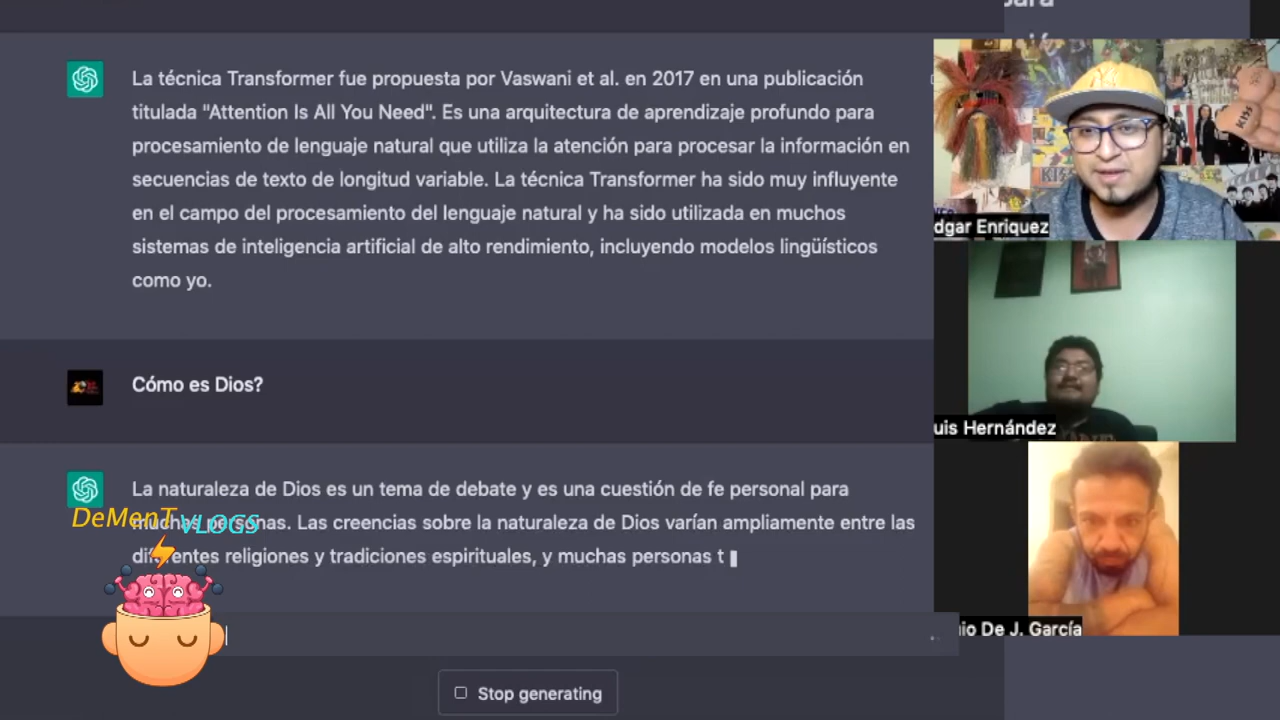 La técnica Transformer fue propuesta por Vaswani et al. en 2017 en una publicación
titulada "Attention Is All You Need". Es una arquitectura de aprendizaje profundo para
procesamiento de lenguaje natural que utiliza la atención para procesar la información en
secuencias de texto de longitud variable. La técnica Transformer ha sido muy influyente
en el campo del procesamiento del lenguaje natural y ha sido utilizada en muchos
sistemas de inteligencia artificial de alto rendimiento, incluyendo modelos lingüísticos
como yo.
Cómo es Dios?
La naturaleza de Dios es un tema de debate y es una cuestión de fe personal para
muchas personas. Las creencias sobre la naturaleza de Dios varían ampliamente entre las
diferentes religiones y tradiciones espirituales, y muchas personas t
DeMenT VLOGS
Stop generating
dgar Enriquez
KISS
KISS
uis Hernández
io De J. García